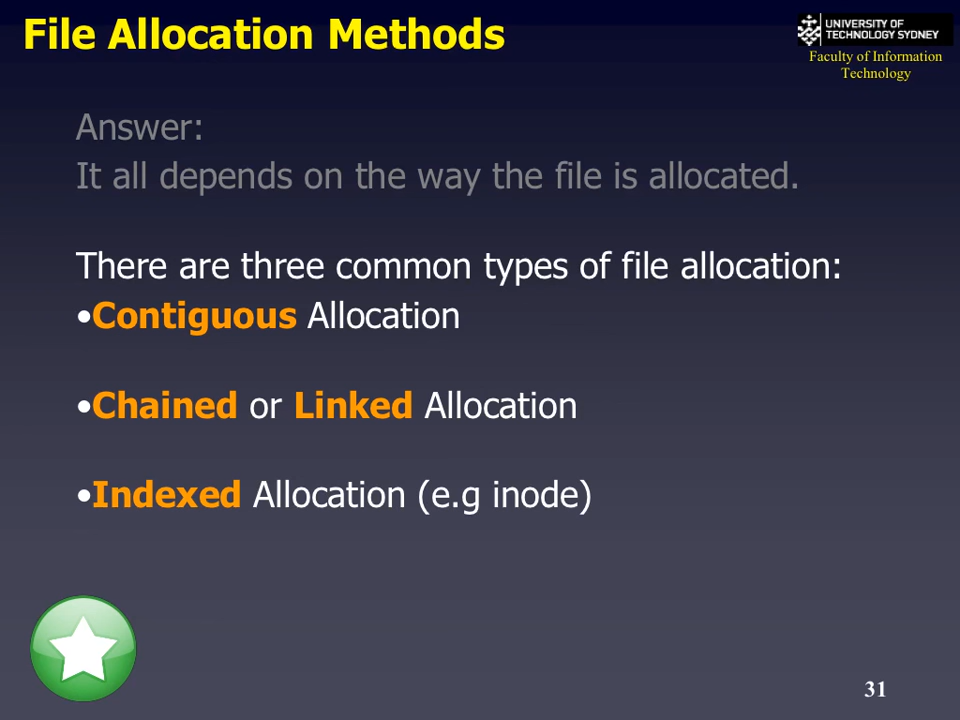 File Allocation Methods
UNIVERSITY OF
TECHNOLOGY SYDNEY
Faculty of Information
Technology
Answer:
It all depends on the way the file is allocated.
There are three common types of file allocation:
•Contiguous Allocation
•Chained or Linked Allocation
•Indexed Allocation (e.g inode)
31